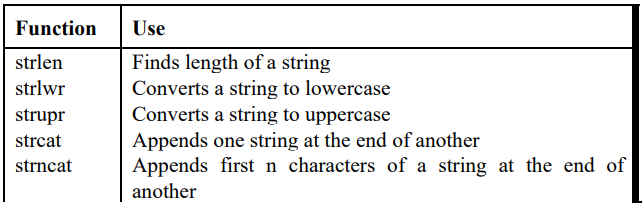 Function Use
strlen Finds length of a string
strlwr Converts a string to lowercase
strupr Converts a string to uppercase
strcat Appends one string at the end of another
strncat Appends first n characters of a string at the end of
another